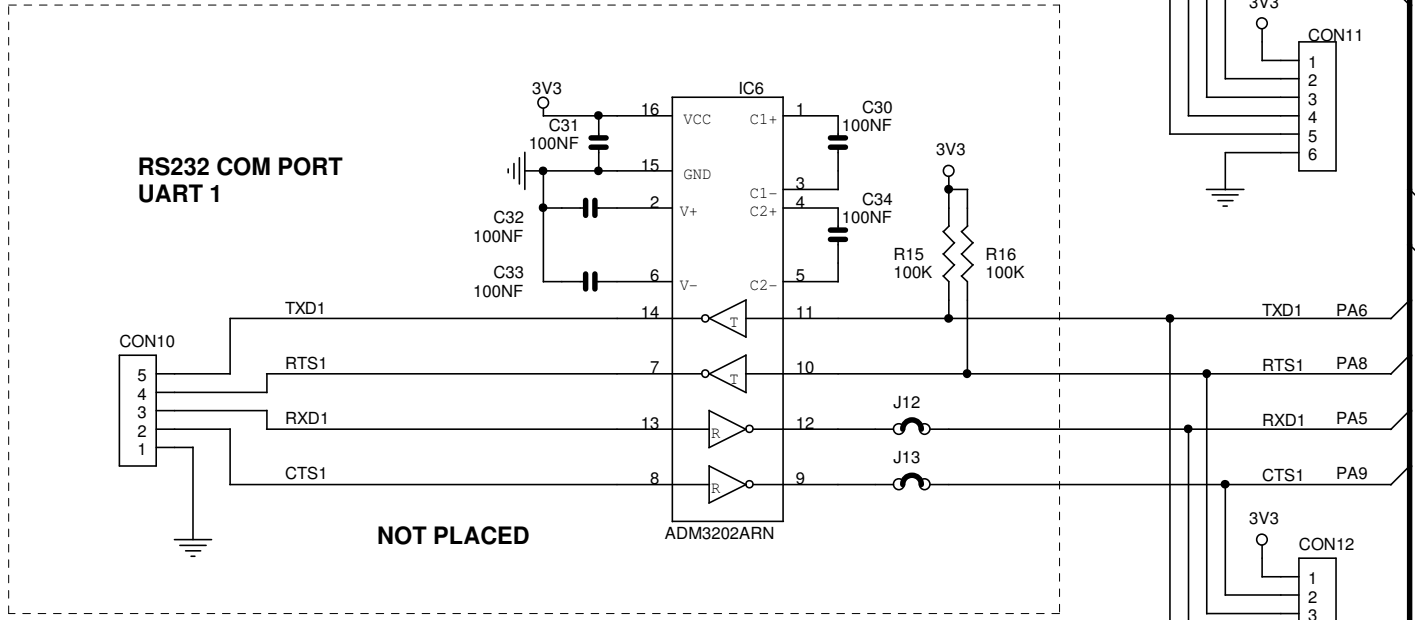 3V3
CON11
1
2
3
4
5
6
RS232 COM PORT
UART 1
3V3
C31
100NF
IC6
16
VCC
15
GND
2
V+
6
V-
C32
100NF
C33
100NF
1
C1+
3
C1-
4
C2+
5
C2-
C30
100NF
C34
100NF
3V3
R15
100K
R16
100K
TXD1
14
T
11
TXD1
PA6
CON10
5
4
3
2
1
RTS1
7
T
10
RTS1
PA8
RXD1
13
R
12
J12
RXD1
PA5
CTS1
8
R
9
J13
CTS1
PA9
NOT PLACED
ADM3202ARN
3V3
CON12
1
2
3